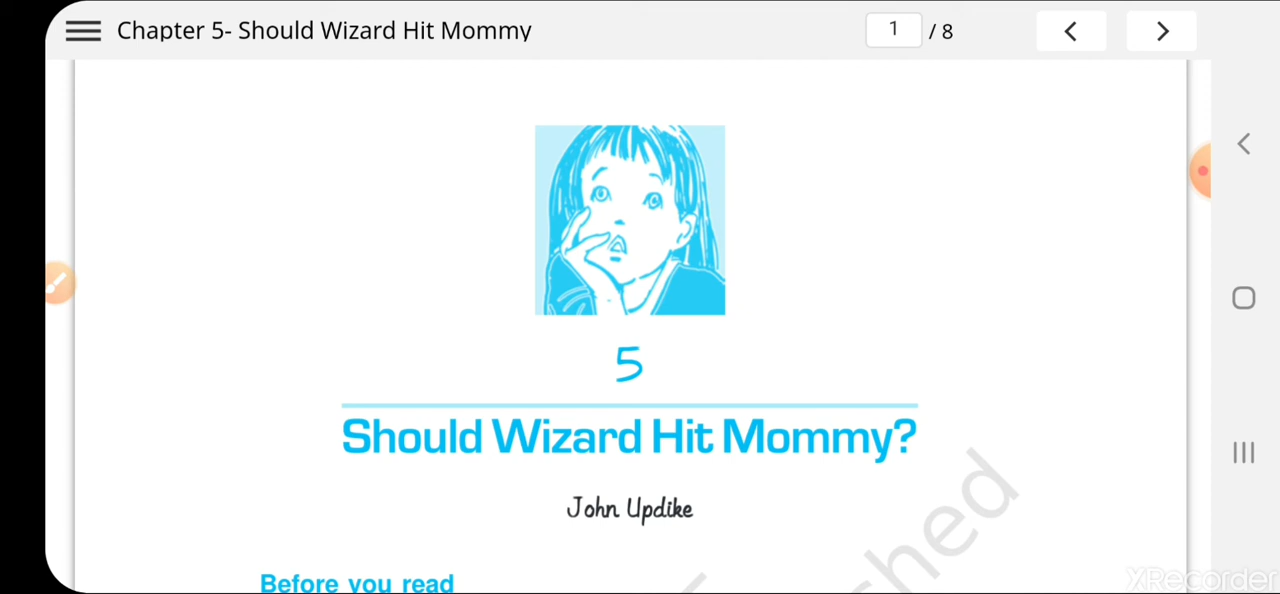 Chapter 5- Should Wizard Hit Mommy
1 / 8
5
Should Wizard Hit Mommy?
John Updike
shed
Before you read
XRecorder